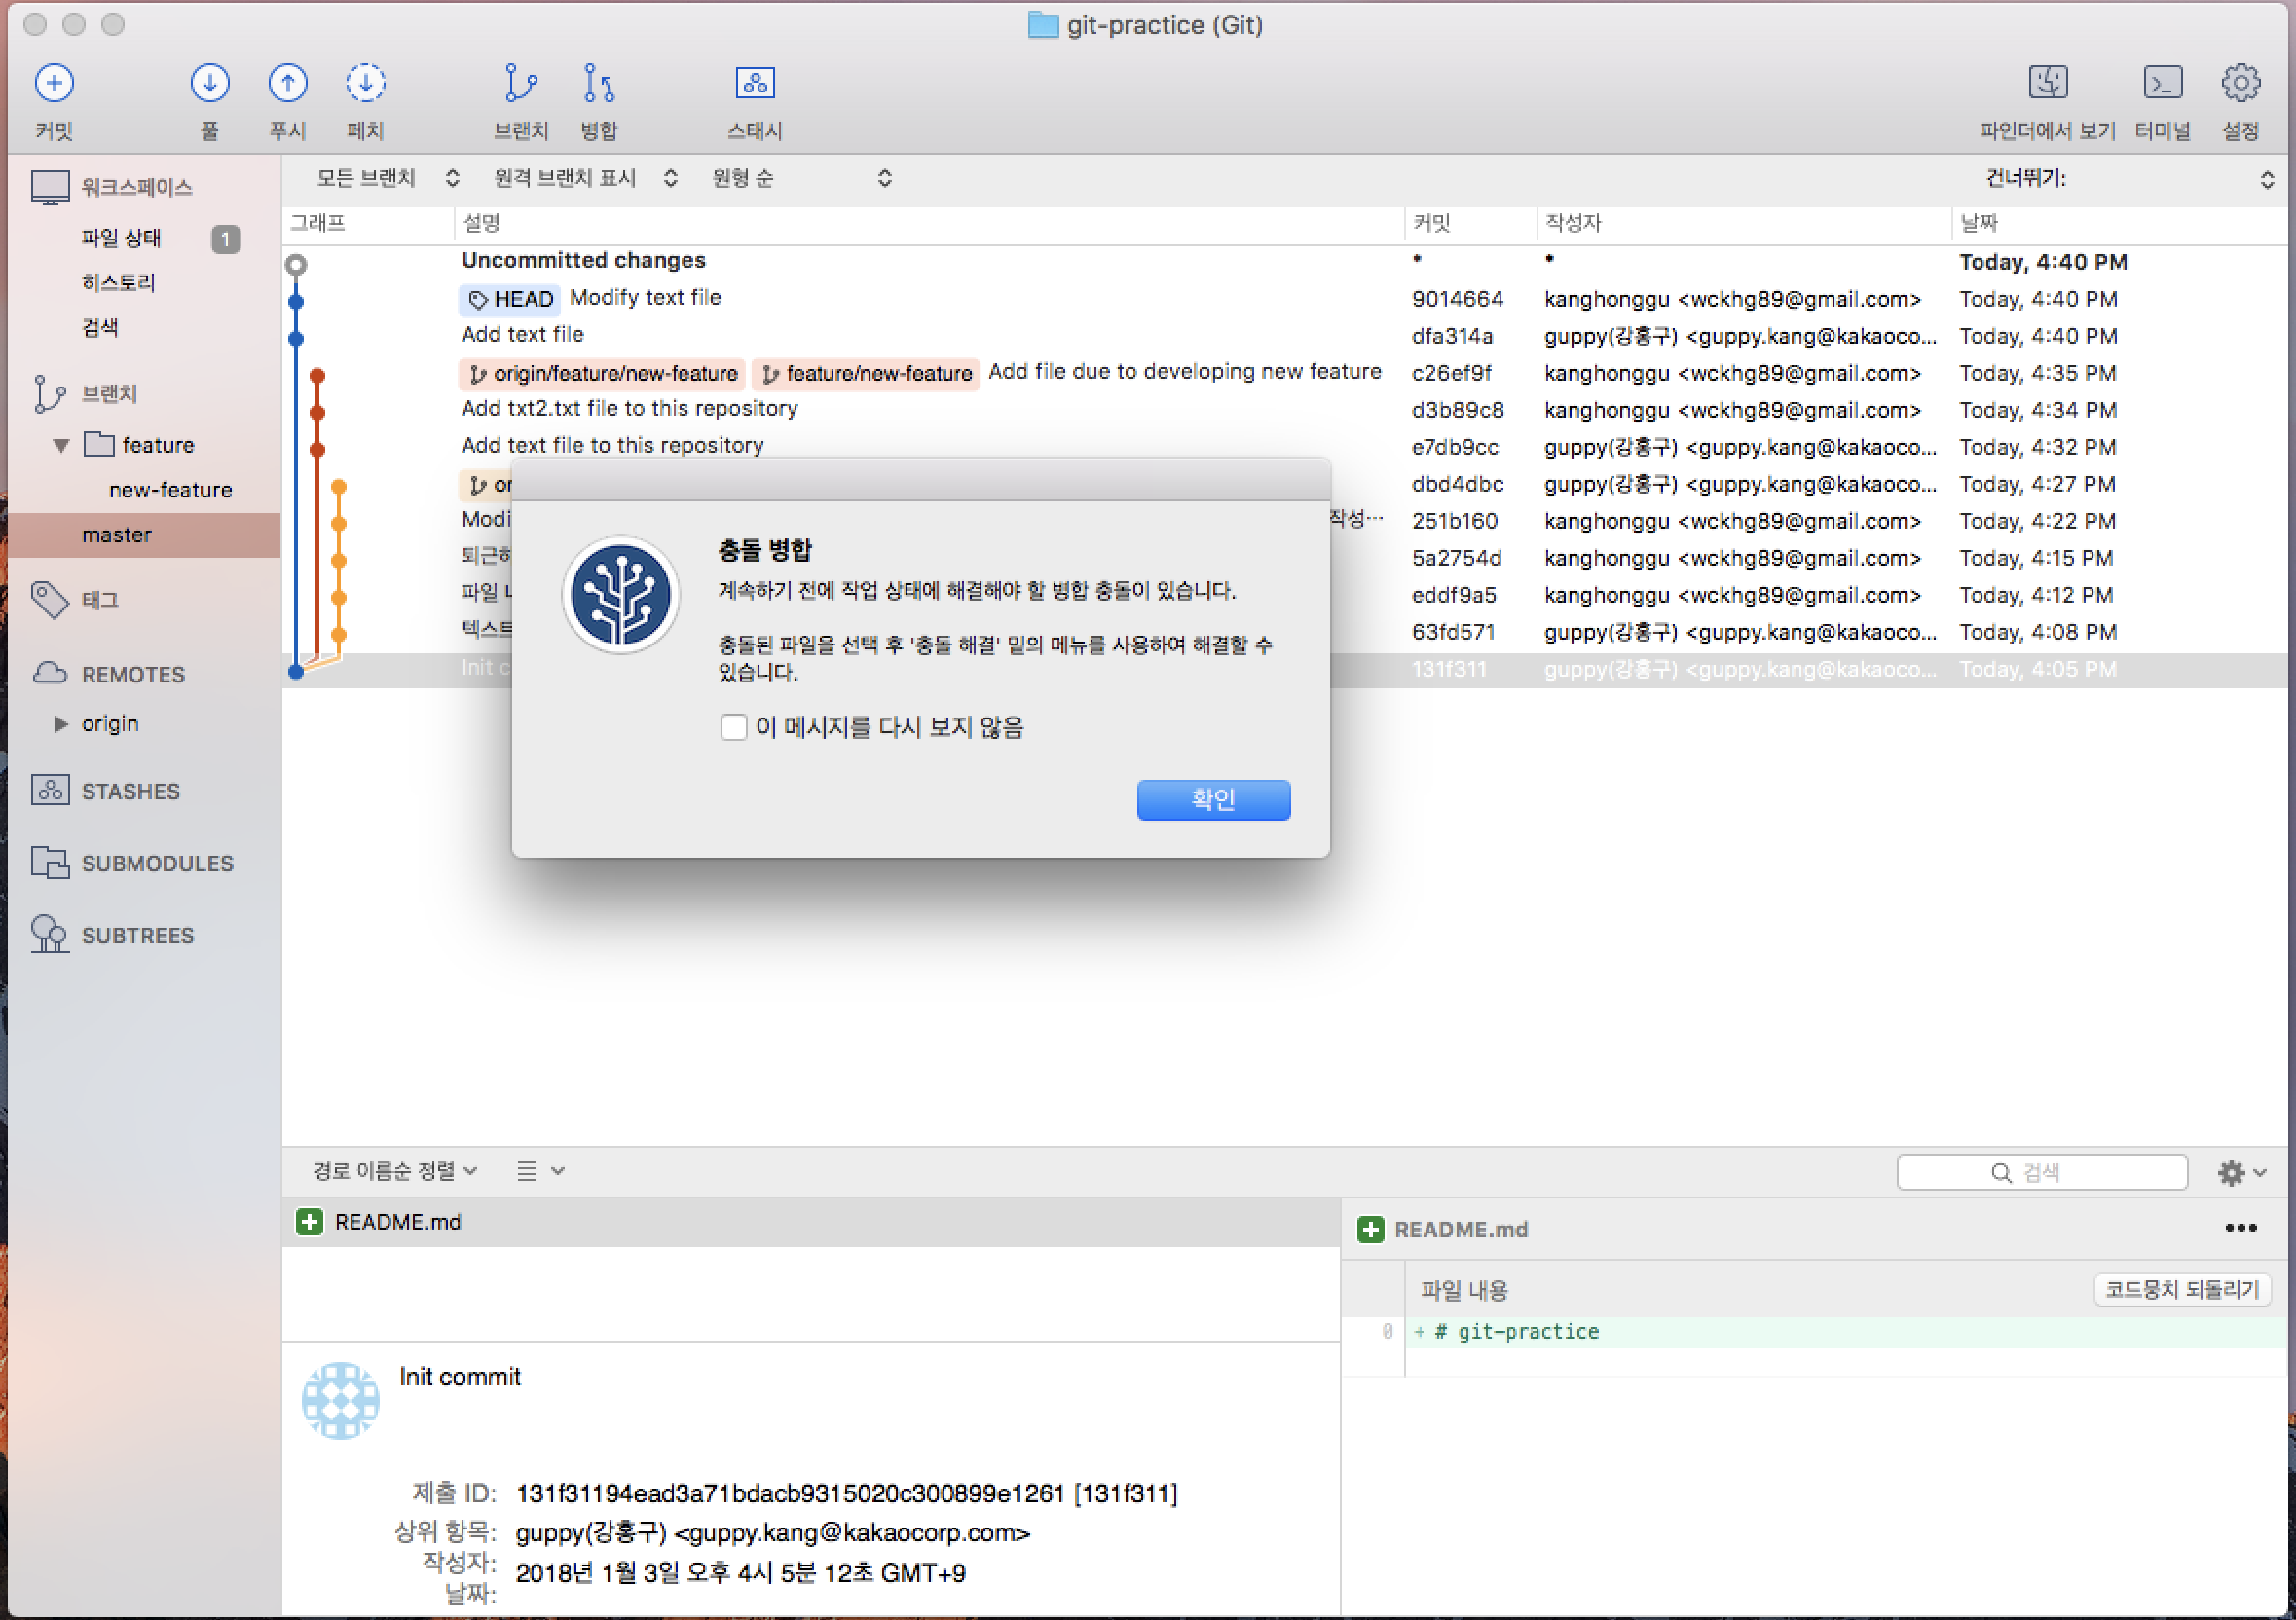 git-practice (Git)
커밋 풀 푸시 페치 브랜치 병합 스태시 파인더에서 보기 터미널 설정
워크스페이스
파일 상태 1
히스토리
검색
브랜치
feature
new-feature
master
태그
REMOTES
origin
STASHES
SUBMODULES
SUBTREES
모든 브랜치 원격 브랜치 표시 원형 순 건너뛰기:
그래프 설명 커밋 작성자 날짜
Uncommitted changes * * Today, 4:40 PM
HEAD Modify text file 9014664 kanghonggu <wckhg89@gmail.com> Today, 4:40 PM
Add text file dfa314a guppy(강홍구) <guppy.kang@kakaoco... Today, 4:40 PM
origin/feature/new-feature feature/new-feature Add file due to developing new feature c26ef9f kanghonggu <wckhg89@gmail.com> Today, 4:35 PM
Add txt2.txt file to this repository d3b89c8 kanghonggu <wckhg89@gmail.com> Today, 4:34 PM
Add text file to this repository e7db9cc guppy(강홍구) <guppy.kang@kakaoco... Today, 4:32 PM
or dbd4dbc guppy(강홍구) <guppy.kang@kakaoco... Today, 4:27 PM
Modi 작성... 251b160 kanghonggu <wckhg89@gmail.com> Today, 4:22 PM
퇴근하 5a2754d kanghonggu <wckhg89@gmail.com> Today, 4:15 PM
파일 eddf9a5 kanghonggu <wckhg89@gmail.com> Today, 4:12 PM
텍스트 63fd571 guppy(강홍구) <guppy.kang@kakaoco... Today, 4:08 PM
Init c 131f311 guppy(강홍구) <guppy.kang@kakaoco... Today, 4:05 PM
충돌 병합
계속하기 전에 작업 상태에 해결해야 할 병합 충돌이 있습니다.
충돌된 파일을 선택 후 '충돌 해결' 밑의 메뉴를 사용하여 해결할 수
있습니다.
이 메시지를 다시 보지 않음
확인
경로 이름순 정렬 검색
README.md
Init commit
제출 ID: 131f31194ead3a71bdacb9315020c300899e1261 [131f311]
상위 항목: guppy(강홍구) <guppy.kang@kakaocorp.com>
작성자:
2018년 1월 3일 오후 4시 5분 12초 GMT+9
날짜:
README.md
파일 내용 코드뭉치 되돌리기
0 + # git-practice